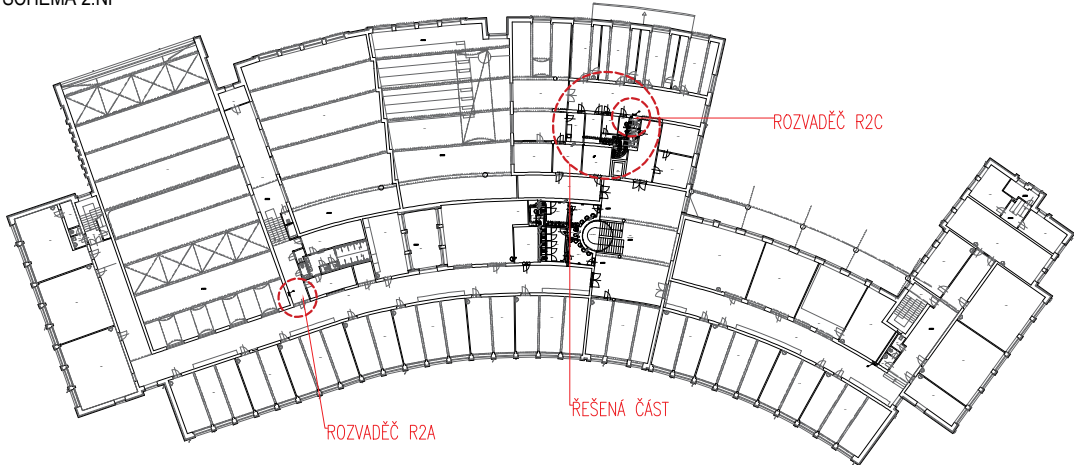 SCHÉMA 2.NP
ROZVADĚČ R2C
ŘEŠENÁ ČÁST
ROZVADĚČ R2A